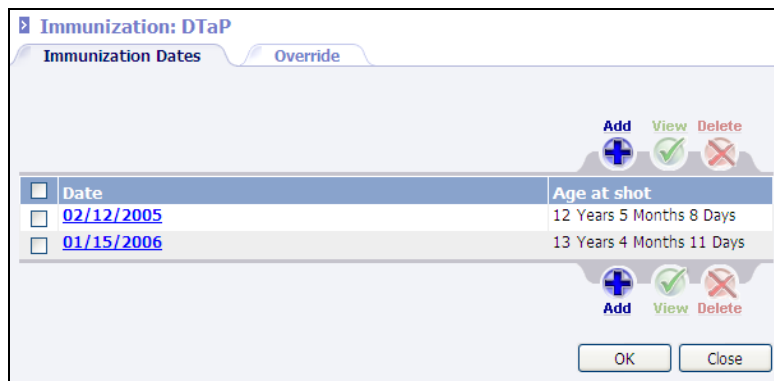 Immunization: DTaP
Immunization Dates Override
Add View Delete
Date Age at shot
02/12/2005 12 Years 5 Months 8 Days
01/15/2006 13 Years 4 Months 11 Days
Add View Delete
OK Close